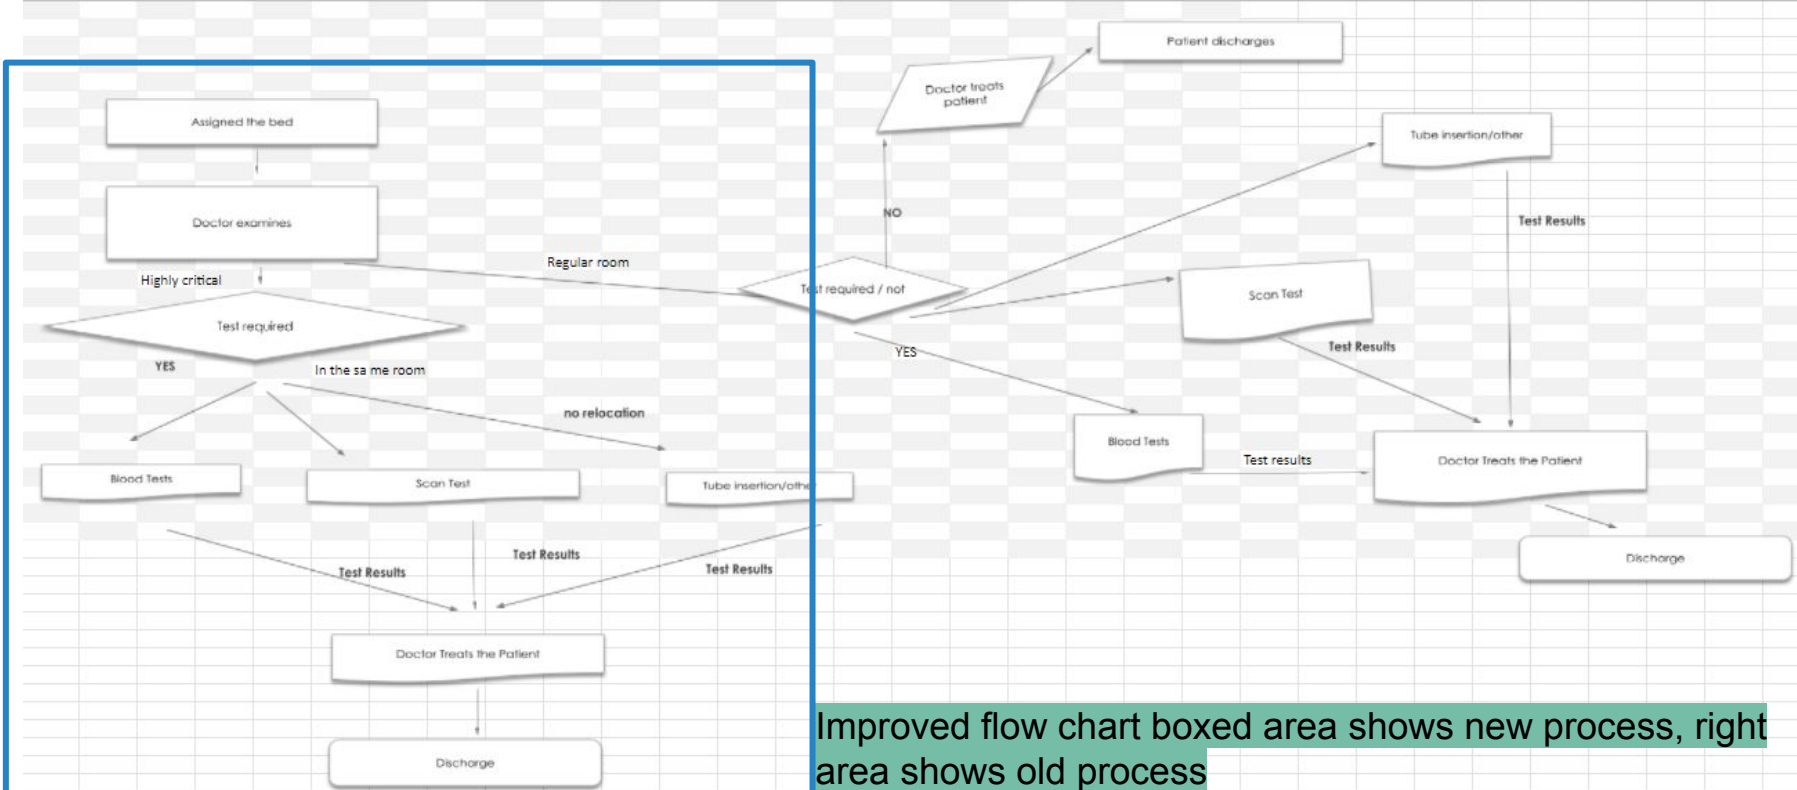 Patient discharges
Doctor treats
patient
Assigned the bed
Tube insertion/other
Doctor examines
NO
Test Results
Regular room
Highly critical
Test required / not
Scan Test
Test required
YES
In the sa me room
YES
Test Results
no relocation
Blood Tests
Test results
Doctor Treats the Patient
Blood Tests
Scan Test
Tube insertion/other
Test Results
Test Results
Test Results
Discharge
Doctor Treats the Patient
Discharge
Improved flow chart boxed area shows new process, right
area shows old process